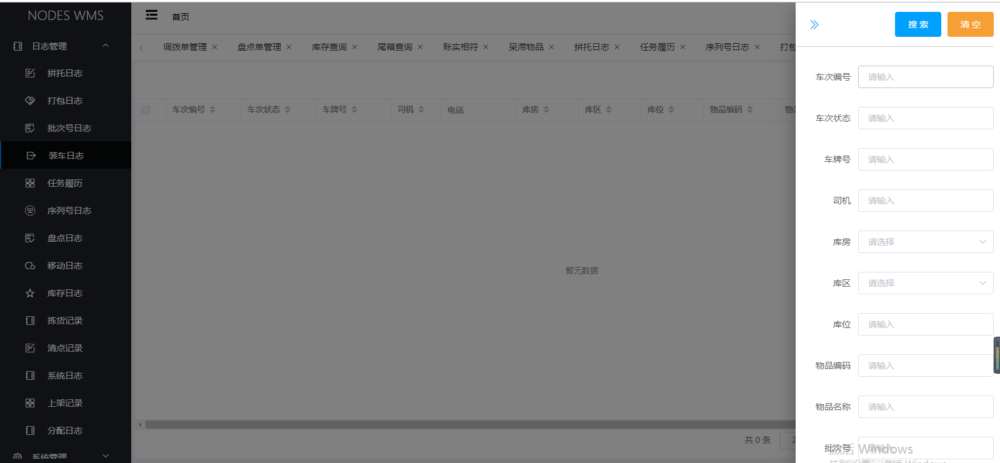 NODES WMS
日志管理
拼托日志
打包日志
批次号日志
装车日志
任务履历
序列号日志
盘点日志
移动日志
库存日志
拣货记录
清点记录
系统日志
上架记录
分配日志
系统管理
首页
调拨单管理 盘点单管理 库存查询 尾箱查询 账实相符 呆滞物品 拼托日志 任务履历 序列号日志 打包
车次编号 车次状态 车牌号 司机 电话 库房 库区 库位 物品编码
暂无数据
共 0 条 2
搜 索 清 空
车次编号 请输入
车次状态 请输入
车牌号 请输入
司机 请输入
库房 请选择
库区 请选择
库位 请输入
物品编码 请输入
物品名称 请输入
批次号 请输入
激活 Windows
转到"设置"以激活 Windows